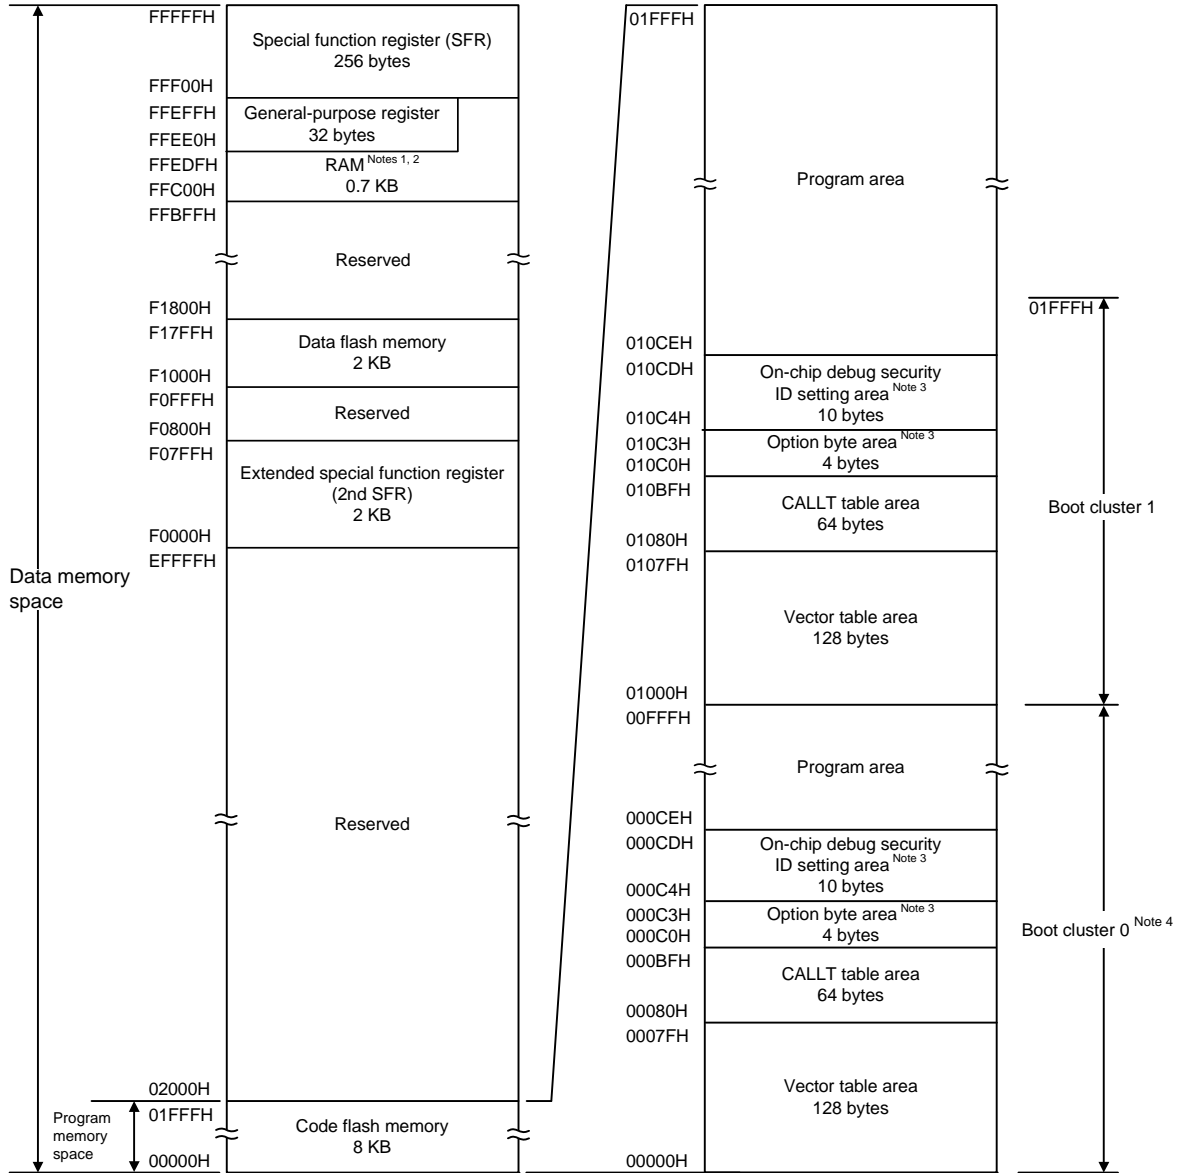 FFFFFH
Special function register (SFR)
256 bytes
FFF00H
FFEFFH
General-purpose register
32 bytes
FFEE0H
FFEDFH
RAM Notes 1, 2
0.7 KB
FFC00H
FFBFFH
Reserved
F1800H
F17FFH
Data flash memory
2 KB
F1000H
F0FFFH
Reserved
F0800H
F07FFH
Extended special function register
(2nd SFR)
2 KB
F0000H
EFFFFH
Data memory
space
Reserved
02000H
01FFFH
Program
memory
space
Code flash memory
8 KB
00000H
01FFFH
Program area
010CEH
010CDH
On-chip debug security
ID setting area Note 3
10 bytes
010C4H
010C3H
Option byte area Note 3
4 bytes
010C0H
010BFH
CALLT table area
64 bytes
01080H
0107FH
Vector table area
128 bytes
01000H
00FFFH
Program area
000CEH
000CDH
On-chip debug security
ID setting area Note 3
10 bytes
000C4H
000C3H
Option byte area Note 3
4 bytes
000C0H
000BFH
CALLT table area
64 bytes
00080H
0007FH
Vector table area
128 bytes
00000H
01FFFH
Boot cluster 1
Boot cluster 0 Note 4